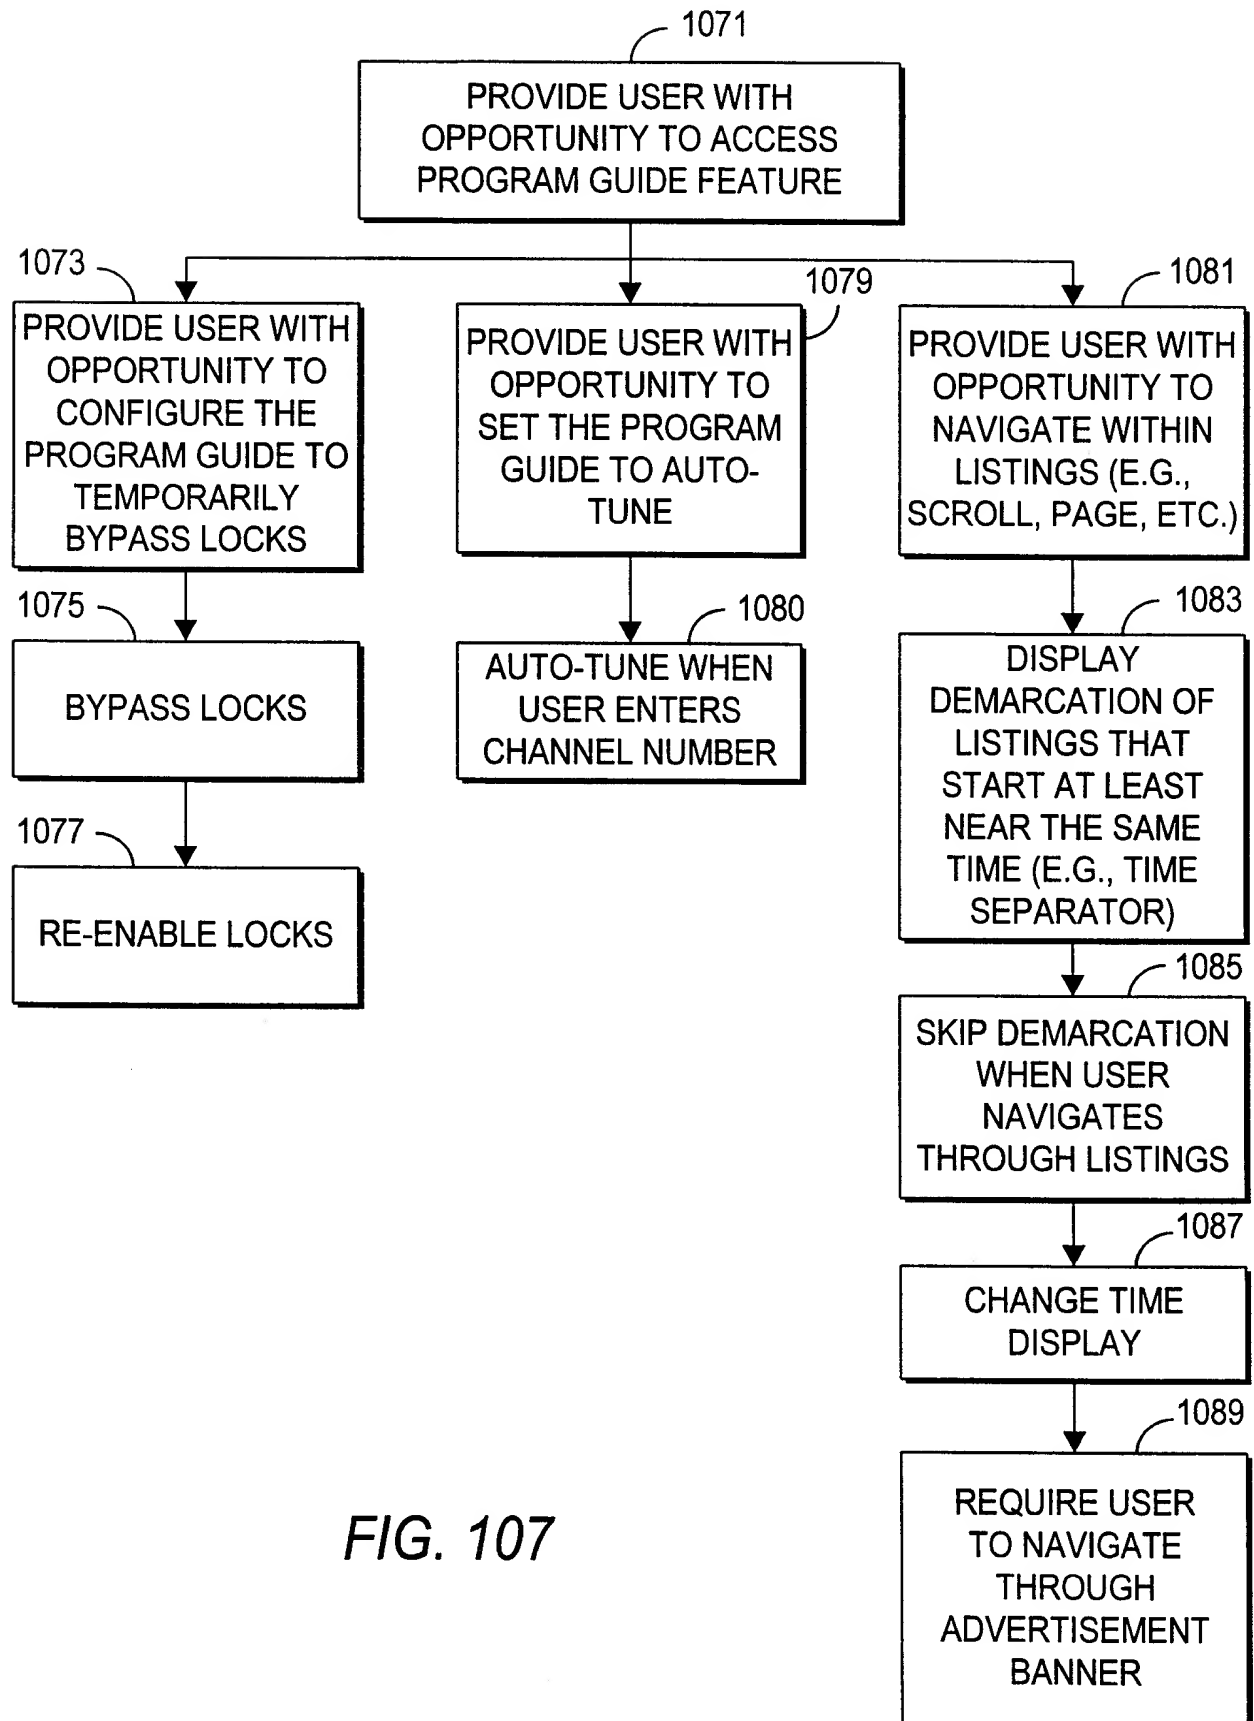 1071
PROVIDE USER WITH
OPPORTUNITY TO ACCESS
PROGRAM GUIDE FEATURE
1073
PROVIDE USER WITH
OPPORTUNITY TO
CONFIGURE THE
PROGRAM GUIDE TO
TEMPORARILY
BYPASS LOCKS
1075
BYPASS LOCKS
1077
RE-ENABLE LOCKS
1079
PROVIDE USER WITH
OPPORTUNITY TO
SET THE PROGRAM
GUIDE TO AUTO-
TUNE
1080
AUTO-TUNE WHEN
USER ENTERS
CHANNEL NUMBER
1081
PROVIDE USER WITH
OPPORTUNITY TO
NAVIGATE WITHIN
LISTINGS (E.G.,
SCROLL, PAGE, ETC.)
1083
DISPLAY
DEMARCATION OF
LISTINGS THAT
START AT LEAST
NEAR THE SAME
TIME (E.G., TIME
SEPARATOR)
1085
SKIP DEMARCATION
WHEN USER
NAVIGATES
THROUGH LISTINGS
1087
CHANGE TIME
DISPLAY
1089
REQUIRE USER
TO NAVIGATE
THROUGH
ADVERTISEMENT
BANNER
FIG. 107